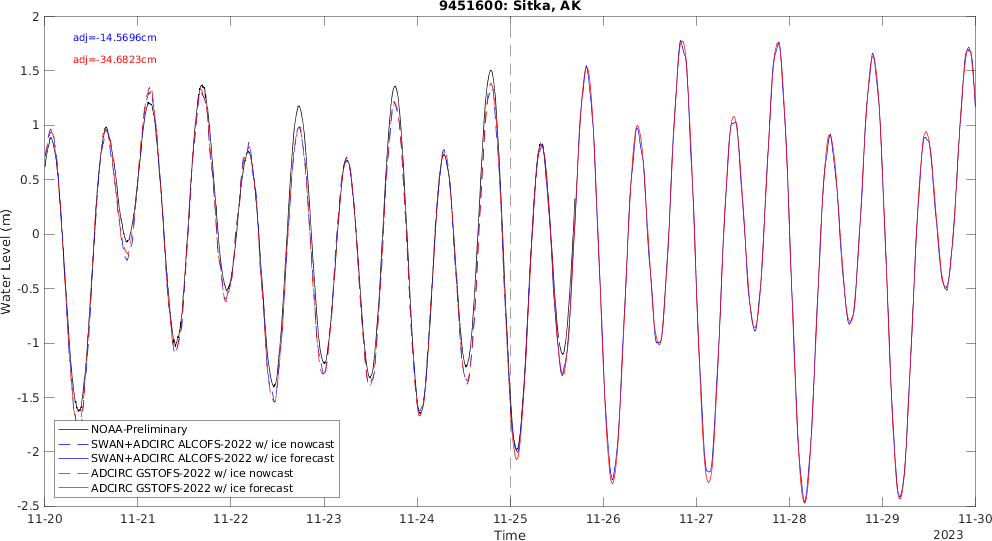 9451600: Sitka, AK
adj=-14.5696cm
adj=-34.6823cm
Water Level (m)
2
1.5
1
0.5
0
-0.5
-1
-1.5
-2
-2.5
NOAA-Preliminary
SWAN+ADCIRC ALCOFS-2022 w/ ice nowcast
SWAN+ADCIRC ALCOFS-2022 w/ ice forecast
ADCIRC GSTOFS-2022 w/ ice nowcast
ADCIRC GSTOFS-2022 w/ ice forecast
11-20 11-21 11-22 11-23 11-24 11-25 11-26 11-27 11-28 11-29 11-30
Time
2023